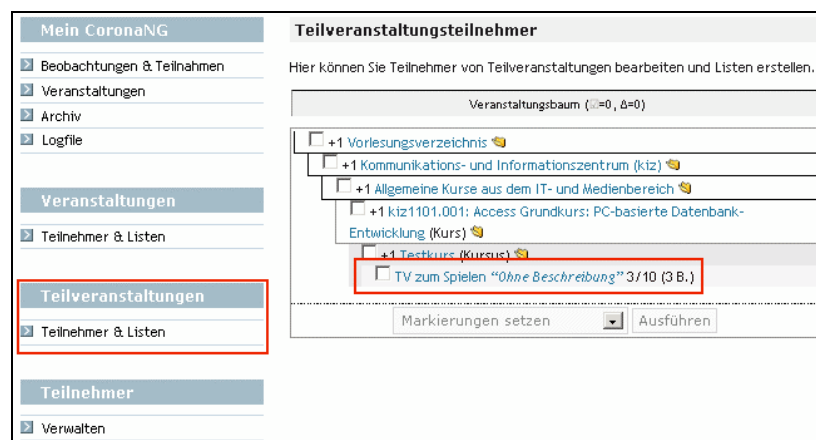 Mein CoronaNG
Beobachtungen & Teilnahmen
Veranstaltungen
Archiv
Logfile
Veranstaltungen
Teilnehmer & Listen
Teilveranstaltungen
Teilnehmer & Listen
Teilnehmer
Verwalten
Teilveranstaltungsteilnehmer
Hier können Sie Teilnehmer von Teilveranstaltungen bearbeiten und Listen erstellen.
Veranstaltungsbaum (☑=0, Δ=0)
+1 Vorlesungsverzeichnis
+1 Kommunikations- und Informationszentrum (kiz)
+1 Allgemeine Kurse aus dem IT- und Medienbereich
+1 kiz1101.001: Access Grundkurs: PC-basierte Datenbank-
Entwicklung (Kurs)
+1 Testkurs (Kursus)
TV zum Spielen "Ohne Beschreibung" 3/10 (3 B.)
Markierungen setzen
Ausführen